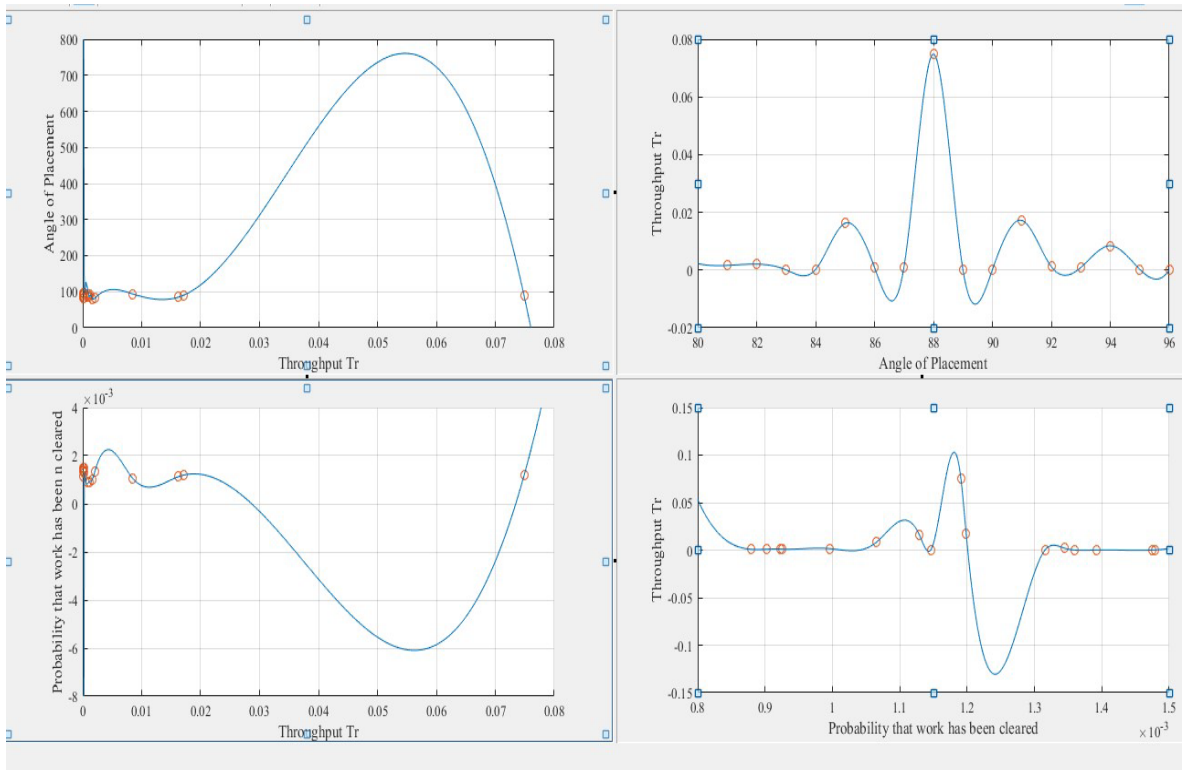 800
700
600
500
400
300
200
100
0
Angle of Placement
0 0.01 0.02 0.03 0.04 0.05 0.06 0.07 0.08
Throughput Tr
0.08
0.06
0.04
0.02
0
-0.02
Throughput Tr
80 82 84 86 88 90 92 94 96
Angle of Placement
×10-3
4
2
0
-2
-4
-6
-8
Probability that work has been n cleared
0 0.01 0.02 0.03 0.04 0.05 0.06 0.07 0.08
Throughput Tr
0.15
0.1
0.05
0
-0.05
-0.1
-0.15
Throughput Tr
0.8 0.9 1 1.1 1.2 1.3 1.4 1.5
Probability that work has been cleared
×10-3